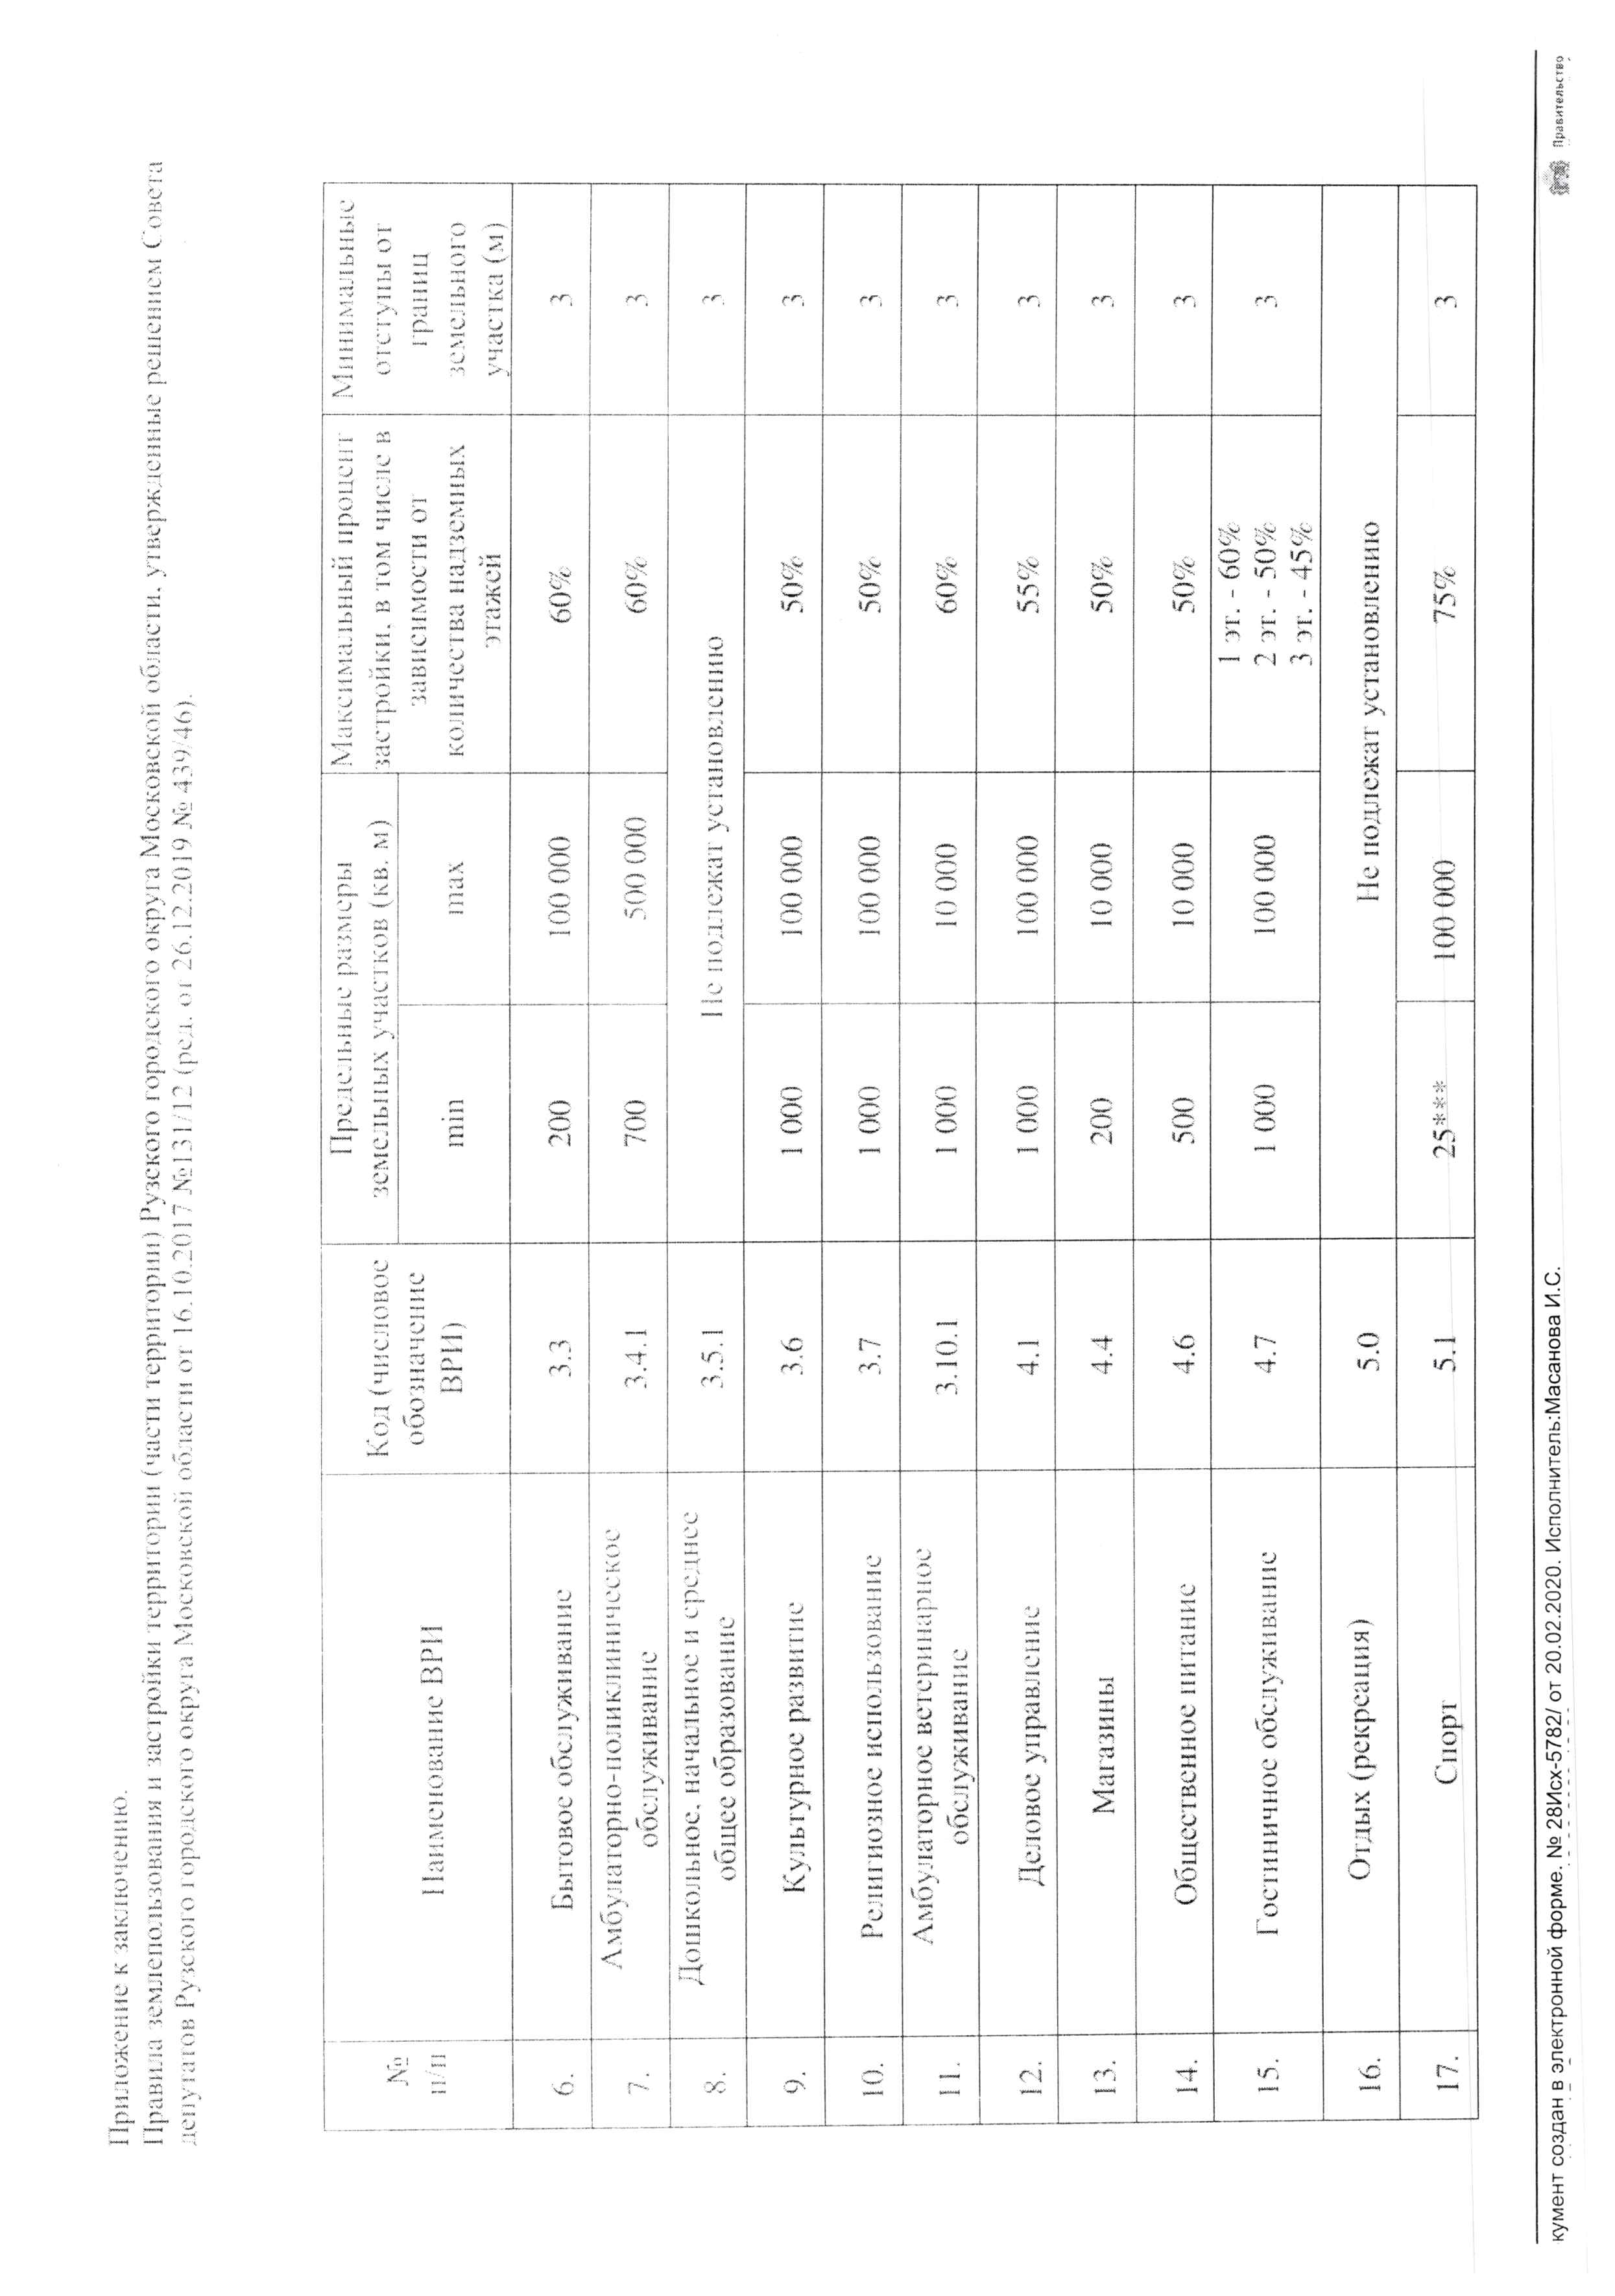 Приложение к заключению.
Правила землепользования и застройки территории (части территории) Рузского городского округа Московской области, утвержденные решением Совета
депутатов Рузского городского округа Московской области от 16.10.2017 №131/12 (ред. от 26.12.2019 № 439/46).
№ п/п
Наименование ВРИ
Код (числовое
обозначение
ВРИ)
Предельные размеры
земельных участков (кв. м)
min
max
Максимальный процент
застройки, в том числе в
зависимости от
количества надземных
этажей
Минимальные
отступы от
границ
земельного
участка (м)
6. Бытовое обслуживание 3.3 200 100 000 60% 3
7. Амбулаторно-поликлиническое
обслуживание 3.4.1 700 500 000 60% 3
8. Дошкольное, начальное и среднее
общее образование 3.5.1 Не подлежат установлению 3
9. Культурное развитие 3.6 1 000 100 000 50% 3
10. Религиозное использование 3.7 1 000 100 000 50% 3
11. Амбулаторное ветеринарное
обслуживание 3.10.1 1 000 10 000 60% 3
12. Деловое управление 4.1 1 000 100 000 55% 3
13. Магазины 4.4 200 10 000 50% 3
14. Общественное питание 4.6 500 10 000 50% 3
15. Гостиничное обслуживание 4.7 1 000 100 000 1 эт. - 60%
2 эт. - 50%
3 эт. - 45%
3
16. Отдых (рекреация) 5.0 Не подлежат установлению
17. Спорт 5.1 25*** 100 000 75% 3
кумент создан в электронной форме. № 28Исх-5782/ от 20.02.2020. Исполнитель:Масанова И.С.
Правительство